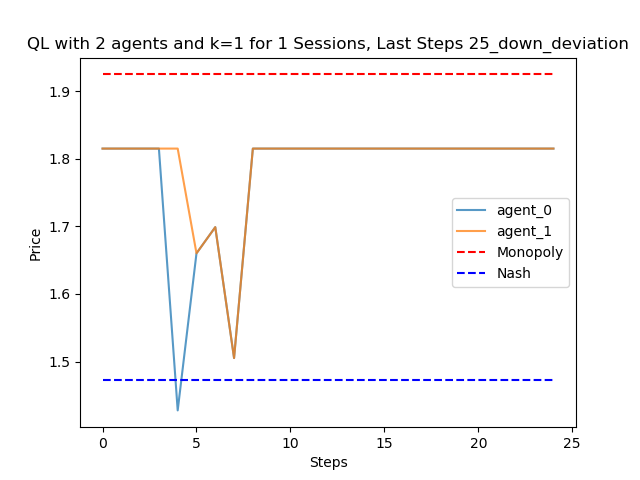 QL with 2 agents and k=1 for 1 Sessions, Last Steps 25_down_deviation
1.9
1.8
1.7
1.6
1.5
Price
agent_0
agent_1
Monopoly
Nash
0
5
10
15
20
25
Steps